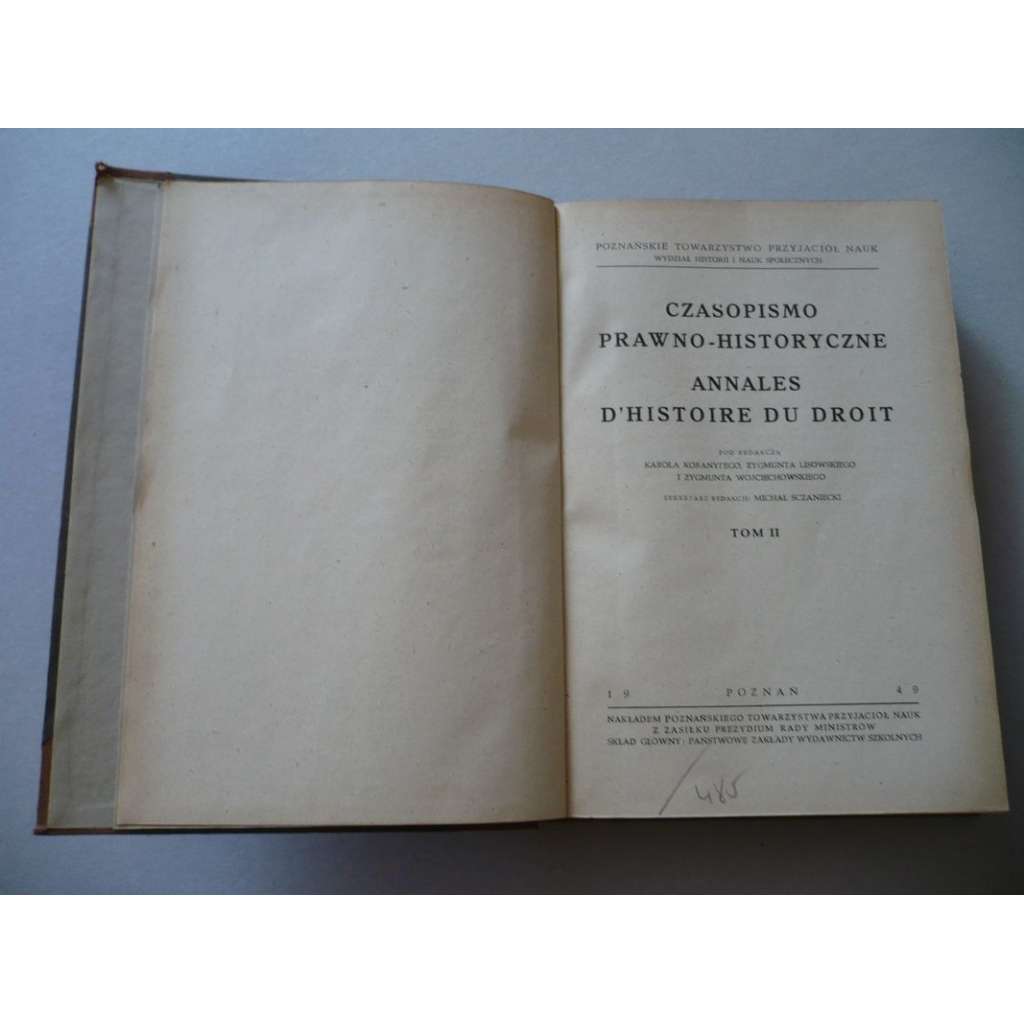 POZNAŃSKIE TOWARZYSTWO PRZYJACIÓŁ NAUK
WYDZIAŁ HISTORII I NAUK SPOŁECZNYCH
CZASOPISMO
PRAWNO-HISTORYCZNE
ANNALES
D'HISTOIRE DU DROIT
POD REDAKCJĄ
KAROLA KORANYIEGO, ZYGMUNTA LISOWSKIEGO
I ZYGMUNTA WOJCIECHOWSKIEGO
SEKRETARZ REDAKCJI: MICHAŁ SCZANIECKI
TOM II
19 POZNAŃ 49
NAKŁADEM POZNAŃSKIEGO TOWARZYSTWA PRZYJACIÓŁ NAUK
Z ZASIŁKU PREZYDIUM RADY MINISTRÓW
SKŁAD GŁÓWNY: PAŃSTWOWE ZAKŁADY WYDAWNICTW SZKOLNYCH
485